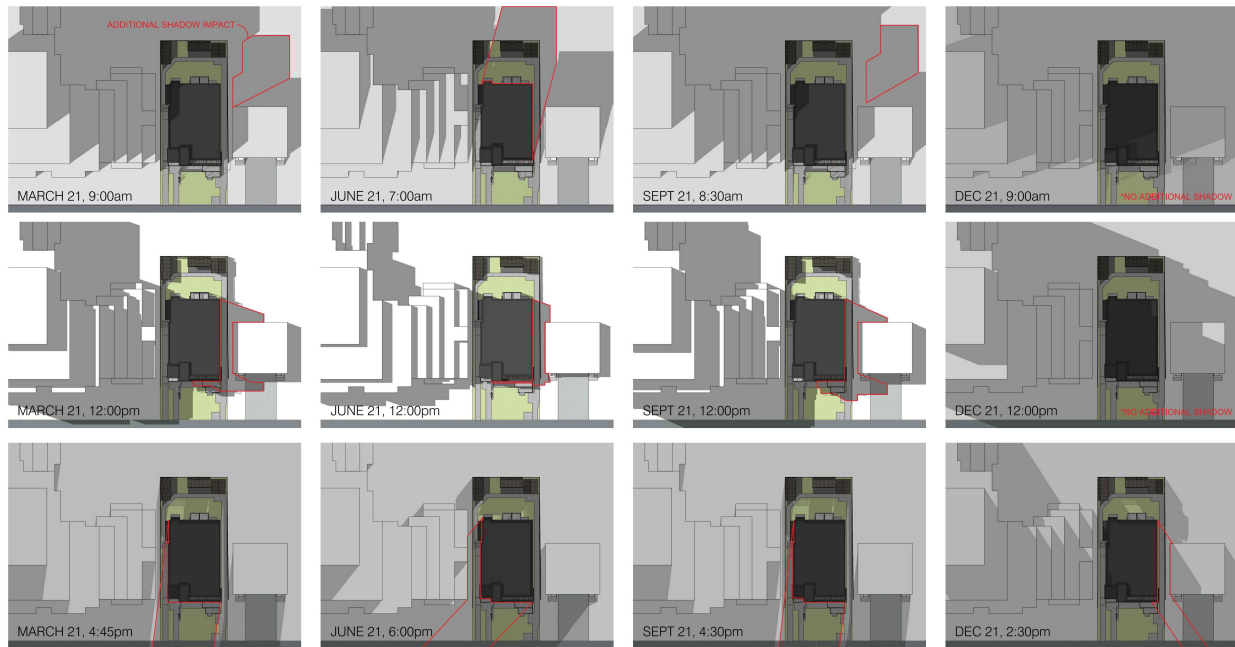 ADDITIONAL SHADOW IMPACT
MARCH 21, 9:00am
JUNE 21, 7:00am
SEPT 21, 8:30am
DEC 21, 9:00am
*NO ADDITIONAL SHADOW
MARCH 21, 12:00pm
JUNE 21, 12:00pm
SEPT 21, 12:00pm
DEC 21, 12:00pm
*NO ADDITIONAL SHADOW
MARCH 21, 4:45pm
JUNE 21, 6:00pm
SEPT 21, 4:30pm
DEC 21, 2:30pm